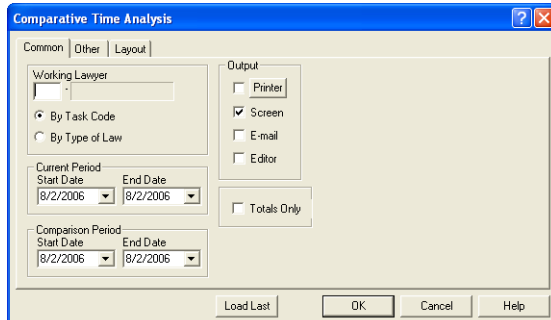 Comparative Time Analysis
Common Other Layout
Working Lawyer
-
By Task Code
By Type of Law
Current Period
Start Date End Date
8/2/2006 8/2/2006
Comparison Period
Start Date End Date
8/2/2006 8/2/2006
Output
Printer
Screen
E-mail
Editor
Totals Only
Load Last OK Cancel Help